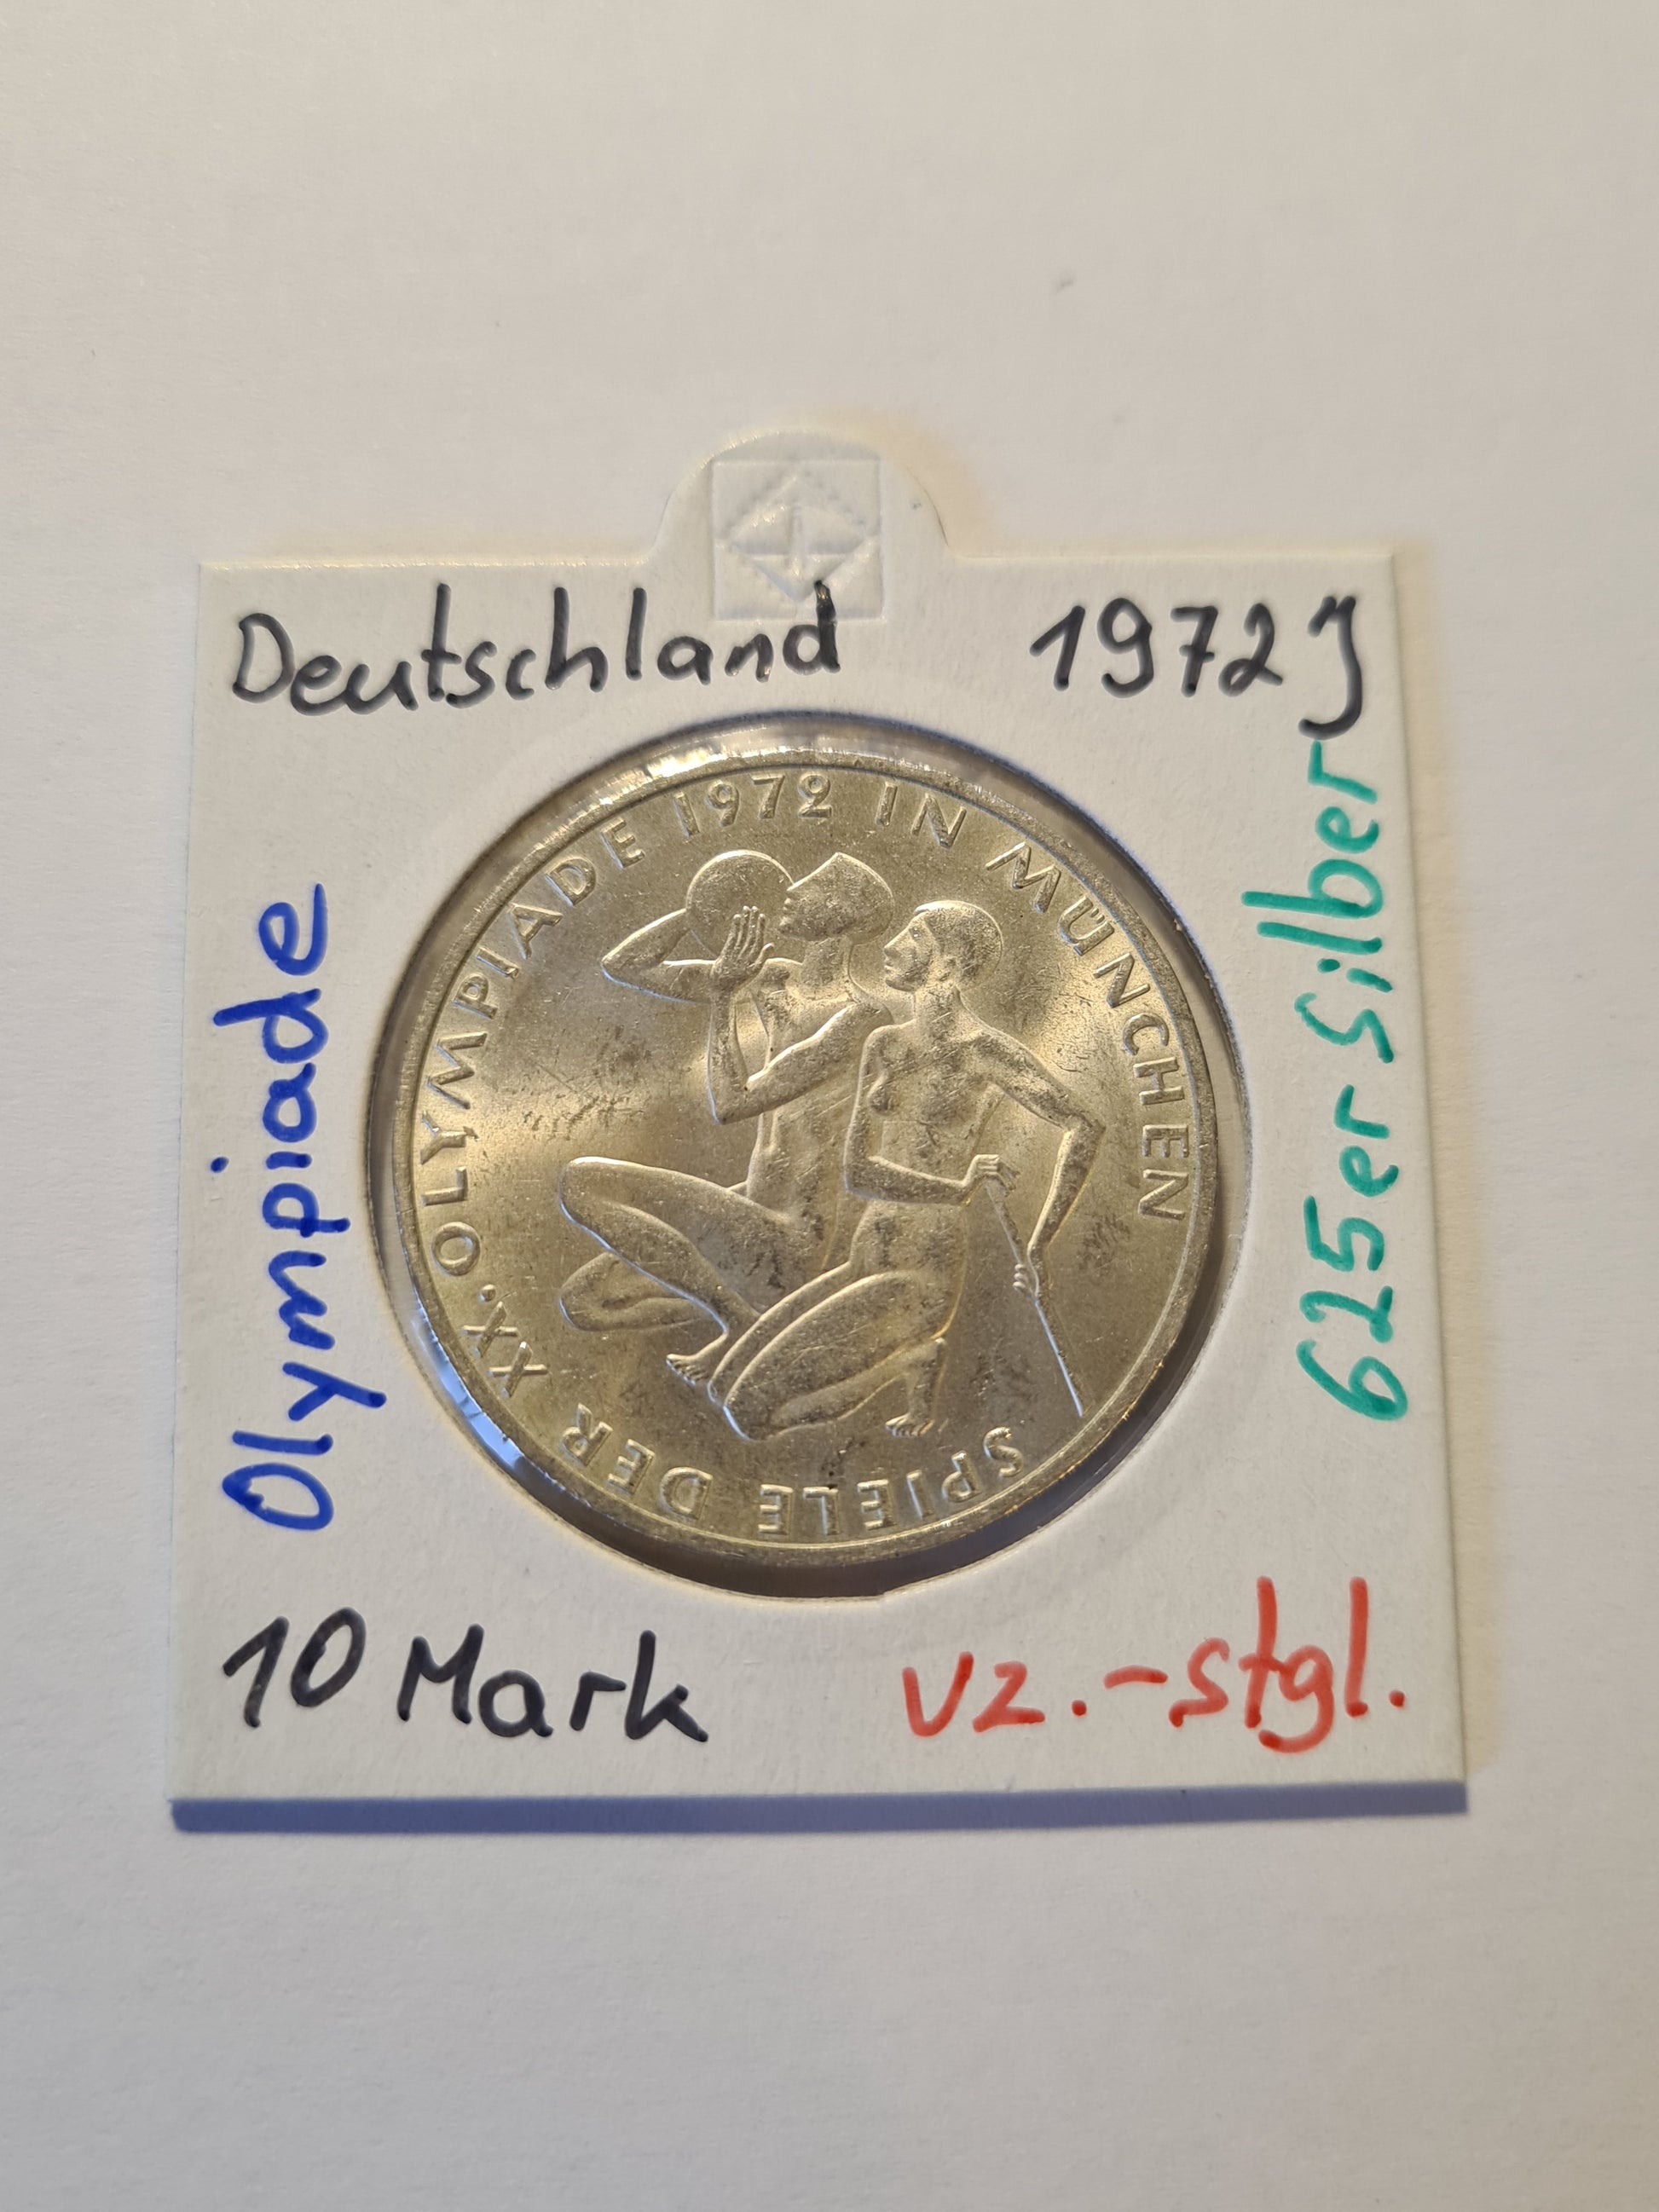 Deutschland 1972 J
Olympiade
625er Silber
SPIELE DER XX. OLYMPIADE 1972 IN MÜNCHEN
10 Mark vz.-stgl.